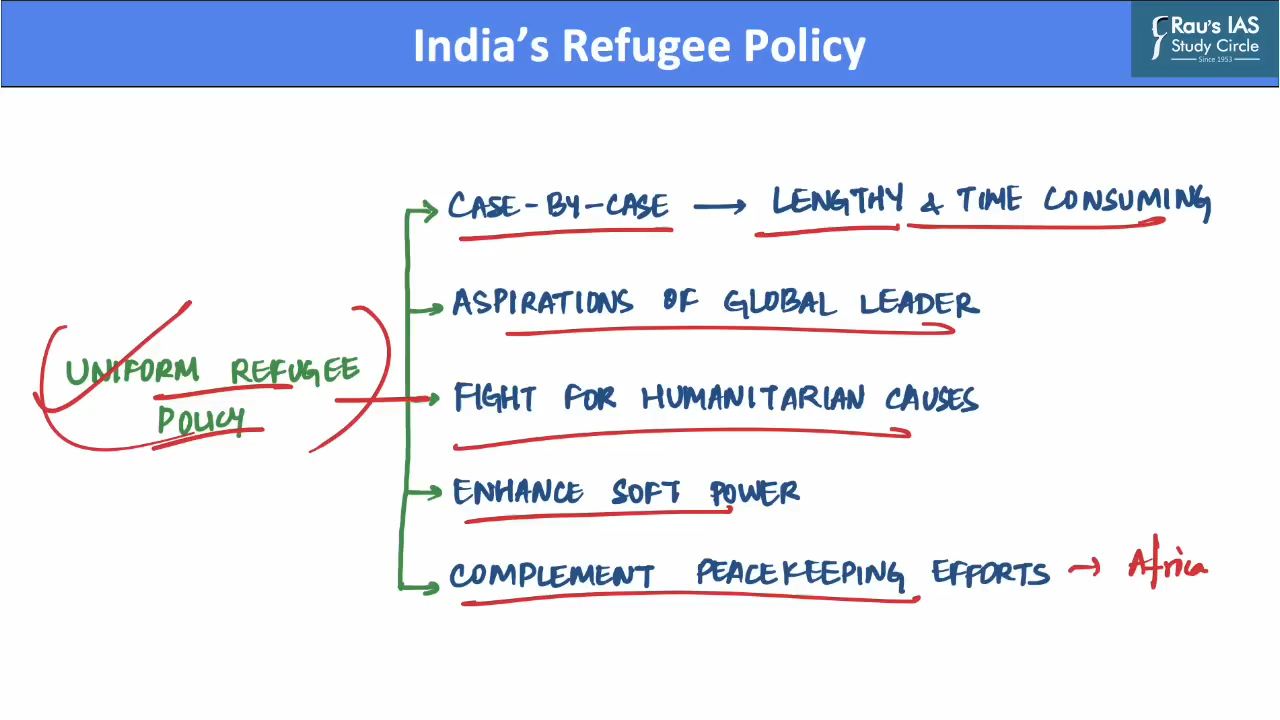 India's Refugee Policy
Rau's IAS
Study Circle
Since 1953
CASE-BY-CASE → LENGTHY & TIME CONSUMING
ASPIRATIONS OF GLOBAL LEADER
UNIFORM REFUGEE
POLICY
FIGHT FOR HUMANITARIAN CAUSES
ENHANCE SOFT POWER
COMPLEMENT PEACEKEEPING EFFORTS → Africa